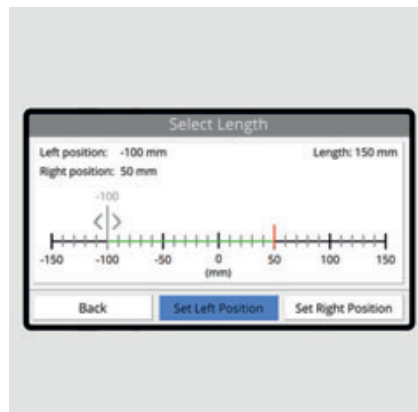 Select Length
Left position: -100 mm
Length: 150 mm
Right position: 50 mm
-100
-150 -100 -50 0 50 100 150
(mm)
Back
Set Left Position
Set Right Position